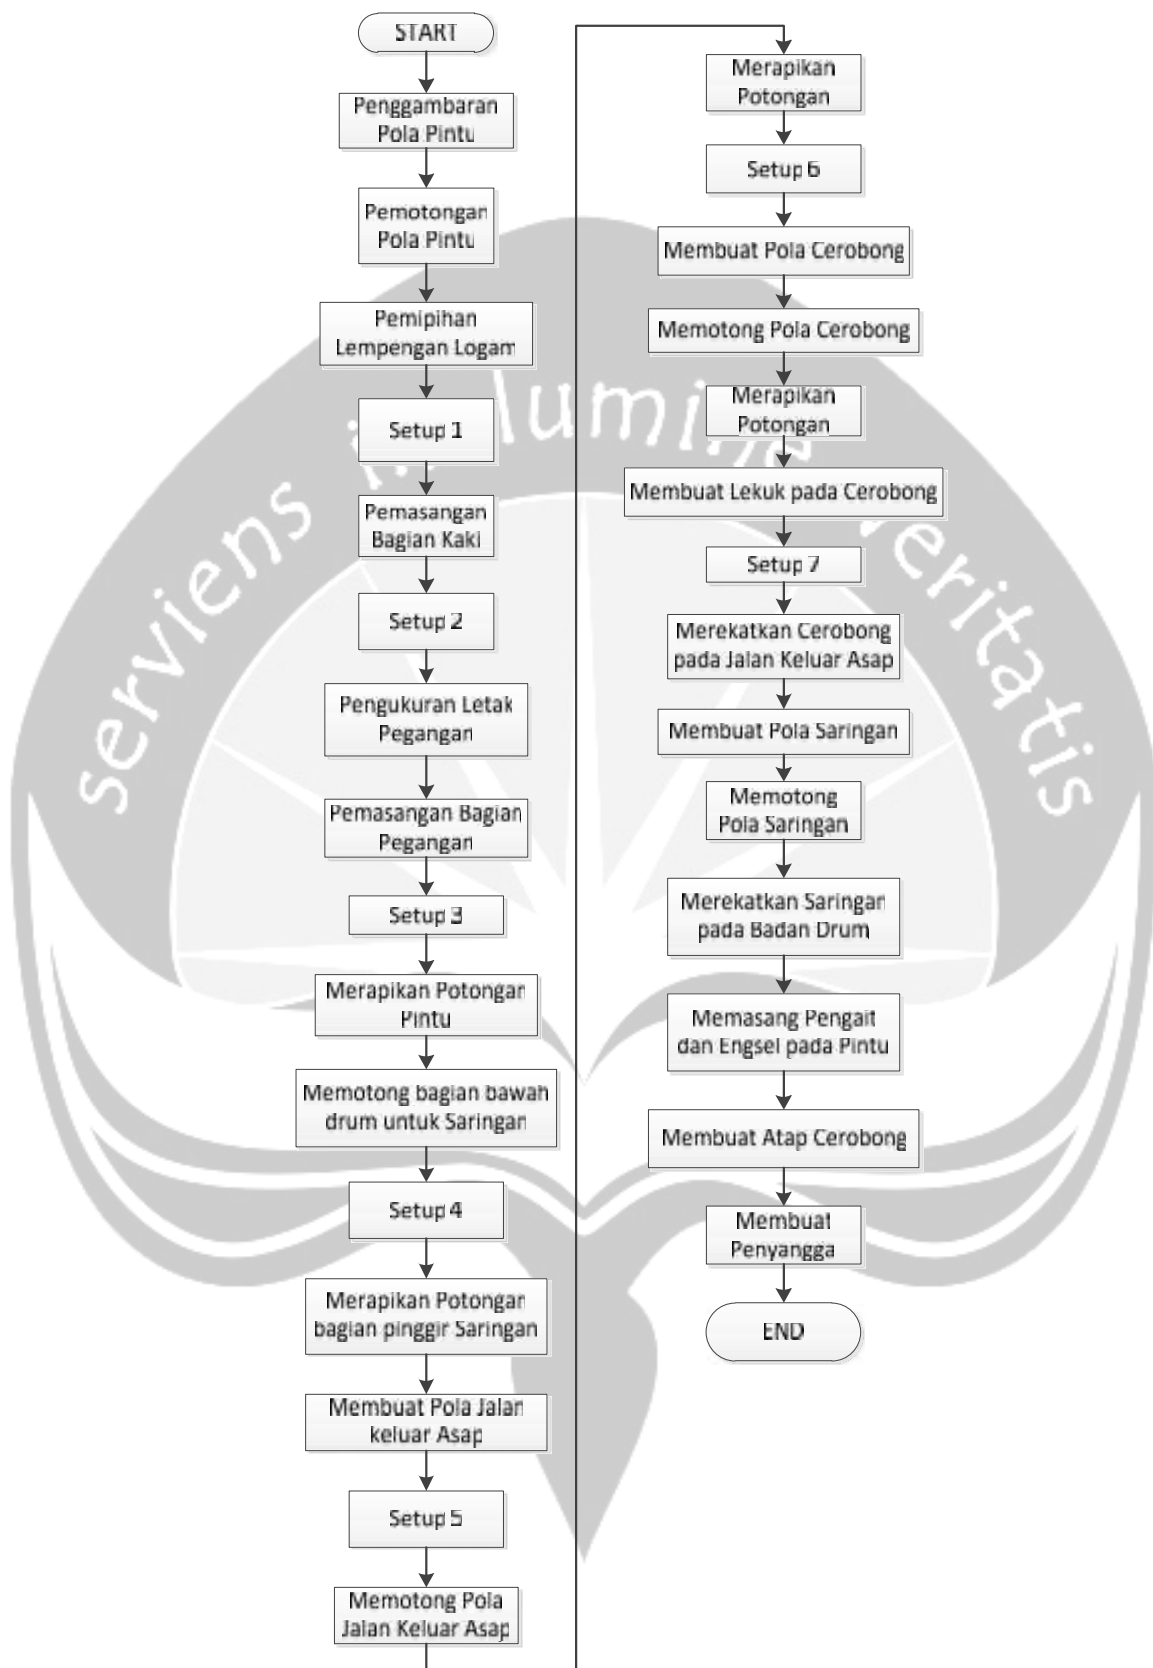 START
Penggambaran
Pola Pintu
Pemotongan
Pola Pintu
Pemipihan
Lempengan Logam
Setup 1
Pemasangan
Bagian Kaki
Setup 2
Pengukuran Letak
Pegangan
Pemasangan Bagian
Pegangan
Setup 3
Merapikan Potongan
Pintu
Memotong bagian bawah
drum untuk Saringan
Setup 4
Merapikan Potongan
bagian pinggir Saringan
Membuat Pola Jalan
keluar Asap
Setup 5
Memotong Pola
Jalan Keluar Asap
Merapikan
Potongan
Setup 6
Membuat Pola Cerobong
Memotong Pola Cerobong
Merapikan
Potongan
Membuat Lekuk pada Cerobong
Setup 7
Merekatkan Cerobong
pada Jalan Keluar Asap
Membuat Pola Saringan
Memotong
Pola Saringan
Merekatkan Saringan
pada Badan Drum
Memasang Pengait
dan Engsel pada Pintu
Membuat Atap Cerobong
Membuat
Penyangga
END
serviens in lumine veritatis